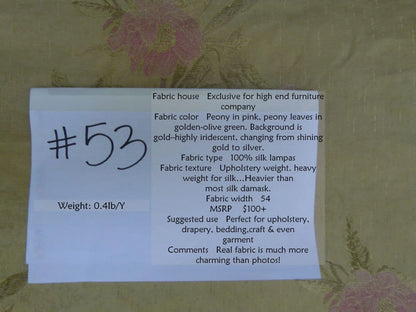 #53
Weight: 0.4lb/Y
Fabric house Exclusive for high end furniture
company
Fabric color Peony in pink, peony leaves in
golden-olive green. Background is
gold--highly iridescent, changing from shining
gold to silver.
Fabric type 100% silk lampas
Fabric texture Upholstery weight, heavy
weight for silk...Heavier than
most silk damask.
Fabric width 54
MSRP $100+
Suggested use Perfect for upholstery,
drapery, bedding,craft & even
garment
Comments Real fabric is much more
charming than photos!